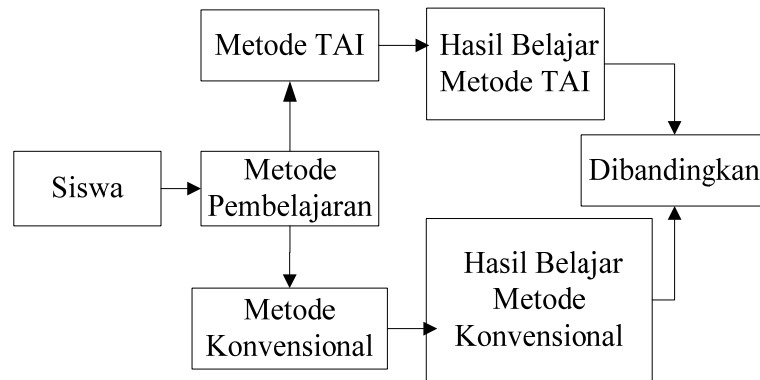 Metode TAI
Hasil Belajar
Metode TAI
Siswa
Metode
Pembelajaran
Dibandingkan
Metode
Konvensional
Hasil Belajar
Metode
Konvensional